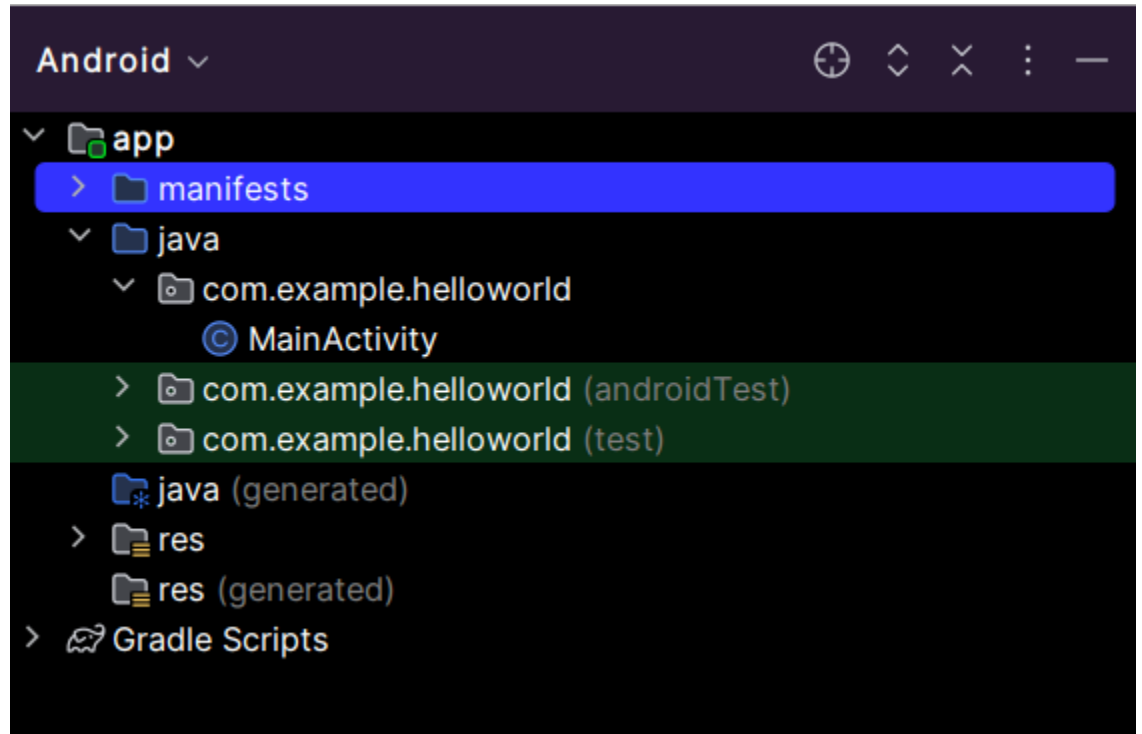 Android
app
manifests
java
com.example.helloworld
MainActivity
com.example.helloworld (androidTest)
com.example.helloworld (test)
java (generated)
res
res (generated)
Gradle Scripts